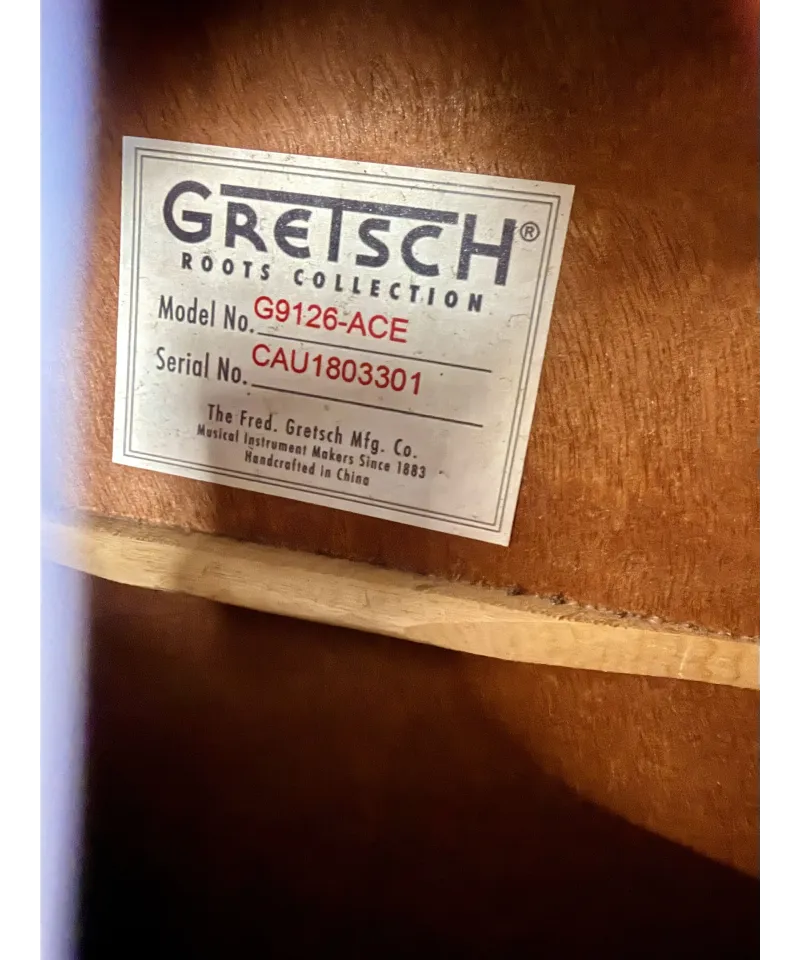 GRETSCH®
ROOTS COLLECTION
Model No. G9126-ACE
Serial No. CAU1803301
The Fred. Gretsch Mfg. Co.
Musical Instrument Makers Since 1883
Handcrafted in China